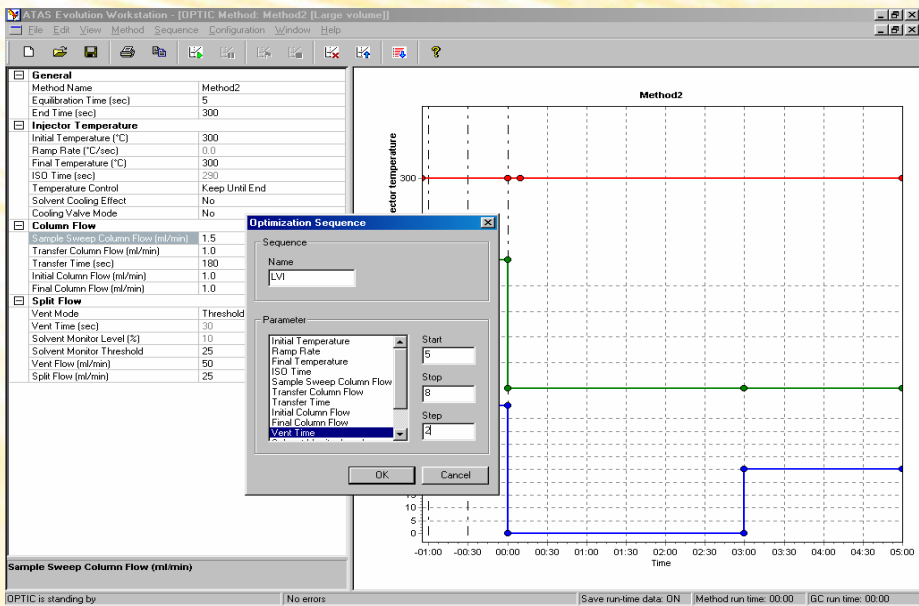 ATAS Evolution Workstation - [OPTIC Method: Method2 [Large volume]]
File Edit View Method Sequence Configuration Window Help
General
Method Name Method2
Equilibration Time (sec) 5
End Time (sec) 300
Injector Temperature
Initial Temperature (°C) 300
Ramp Rate (°C/sec) 0.0
Final Temperature (°C) 300
ISO Time (sec) 290
Temperature Control Keep Until End
Solvent Cooling Effect No
Cooling Valve Mode No
Column Flow
Sample Sweep Column Flow (ml/min) 1.5
Transfer Column Flow (ml/min) 1.0
Transfer Time (sec) 180
Initial Column Flow (ml/min) 1.0
Final Column Flow (ml/min) 1.0
Split Flow
Vent Mode Threshold
Vent Time (sec) 30
Solvent Monitor Level (%) 10
Solvent Monitor Threshold 25
Vent Flow (ml/min) 50
Split Flow (ml/min) 25
Sample Sweep Column Flow (ml/min)
Optimization Sequence
Sequence
Name
LVI
Parameter
Initial Temperature
Ramp Rate
Final Temperature
ISO Time
Sample Sweep Column Flow
Transfer Column Flow
Transfer Time
Initial Column Flow
Final Column Flow
Vent Time
Start
5
Stop
8
Step
2
OK Cancel
Method2
ector temperature
300
15
10
5
0
-01:00 -00:30 00:00 00:30 01:00 01:30 02:00 02:30 03:00 03:30 04:00 04:30 05:00
Time
OPTIC is standing by No errors Save run-time data: ON Method run time: 00:00 GC run time: 00:00